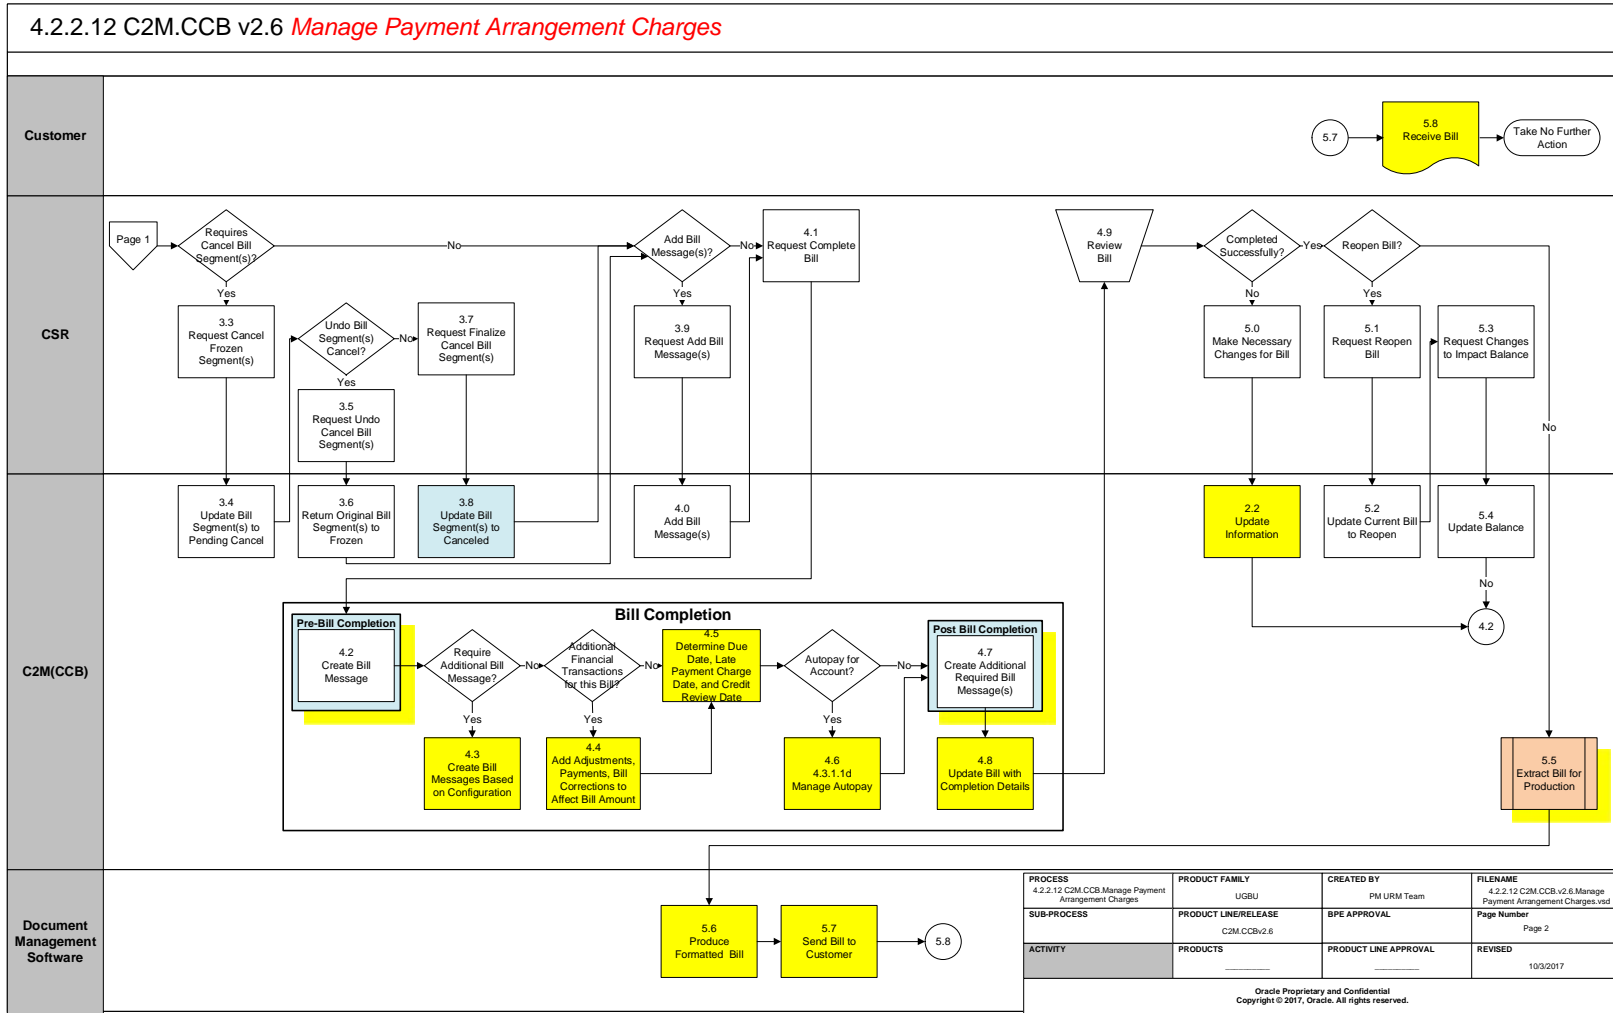 4.2.2.12 C2M.CCB v2.6 Manage Payment Arrangement Charges
Customer
5.7
5.8
Receive Bill
Take No Further
Action
CSR
Page 1
Requires
Cancel Bill
Segment(s)?
No
Yes
3.3
Request Cancel
Frozen
Segment(s)
Undo Bill
Segment(s)
Cancel?
No
Yes
3.5
Request Undo
Cancel Bill
Segment(s)
3.7
Request Finalize
Cancel Bill
Segment(s)
Add Bill
Message(s)?
No
Yes
3.9
Request Add Bill
Message(s)
4.1
Request Complete
Bill
4.9
Review
Bill
Completed
Successfully?
Yes
No
5.0
Make Necessary
Changes for Bill
Reopen Bill?
Yes
5.1
Request Reopen
Bill
5.3
Request Changes
to Impact Balance
No
C2M(CCB)
3.4
Update Bill
Segment(s) to
Pending Cancel
3.6
Return Original Bill
Segment(s) to
Frozen
3.8
Update Bill
Segment(s) to
Canceled
4.0
Add Bill
Message(s)
2.2
Update
Information
5.2
Update Current Bill
to Reopen
5.4
Update Balance
No
4.2
Bill Completion
Pre-Bill Completion
4.2
Create Bill
Message
Require
Additional Bill
Message?
No
Yes
4.3
Create Bill
Messages Based
on Configuration
Additional
Financial
Transactions
for this Bill?
No
Yes
4.4
Add Adjustments,
Payments, Bill
Corrections to
Affect Bill Amount
4.5
Determine Due
Date, Late
Payment Charge
Date, and Credit
Review Date
Autopay for
Account?
No
Yes
4.6
4.3.1.1d
Manage Autopay
Post Bill Completion
4.7
Create Additional
Required Bill
Message(s)
4.8
Update Bill with
Completion Details
5.5
Extract Bill for
Production
Document
Management
Software
5.6
Produce
Formatted Bill
5.7
Send Bill to
Customer
5.8
PROCESS
4.2.2.12 C2M.CCB.Manage Payment
Arrangement Charges
PRODUCT FAMILY
UGBU
CREATED BY
PM URM Team
FILENAME
4.2.2.12 C2M.CCB.v2.6.Manage
Payment Arrangement Charges.vsd
SUB-PROCESS
PRODUCT LINE/RELEASE
C2M.CCBv2.6
BPE APPROVAL
Page Number
Page 2
ACTIVITY
PRODUCTS
PRODUCT LINE APPROVAL
REVISED
10/3/2017
Oracle Proprietary and Confidential
Copyright © 2017, Oracle. All rights reserved.